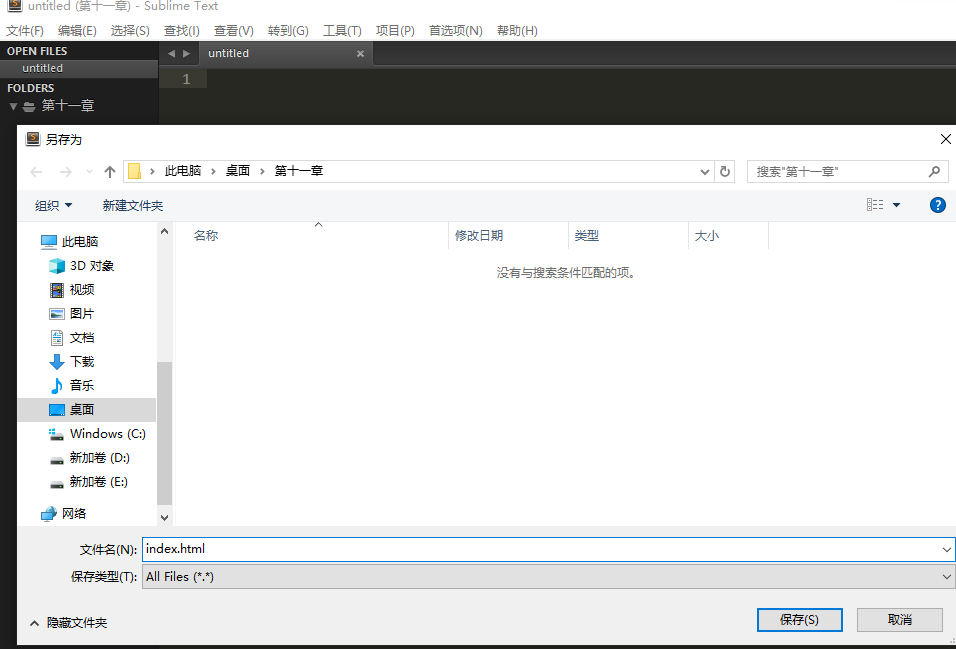 untitled (第十一章) - Sublime Text
文件(F) 编辑(E) 选择(S) 查找(I) 查看(V) 转到(G) 工具(T) 项目(P) 首选项(N) 帮助(H)
OPEN FILES
untitled
untitled ×
1
FOLDERS
第十一章
另存为
此电脑 › 桌面 › 第十一章
搜索"第十一章"
组织 新建文件夹
?
名称 修改日期 类型 大小
没有与搜索条件匹配的项。
此电脑
3D 对象
视频
图片
文档
下载
音乐
桌面
Windows (C:)
新加卷 (D:)
新加卷 (E:)
网络
文件名(N): index.html
保存类型(T): All Files (*.*)
隐藏文件夹
保存(S) 取消